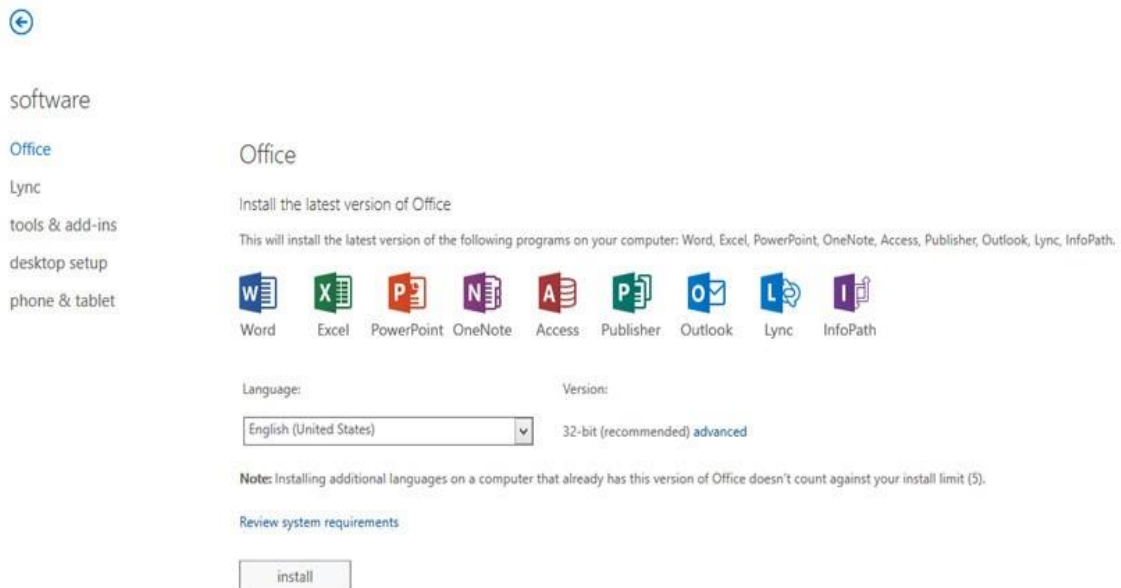 software
Office
Lync
tools & add-ins
desktop setup
phone & tablet
Office
Install the latest version of Office
This will install the latest version of the following programs on your computer: Word, Excel, PowerPoint, OneNote, Access, Publisher, Outlook, Lync, InfoPath.
W X P N A P O L I
Word Excel PowerPoint OneNote Access Publisher Outlook Lync InfoPath
Language: Version:
English (United States) 32-bit (recommended) advanced
Note: Installing additional languages on a computer that already has this version of Office doesn't count against your install limit (5).
Review system requirements
install